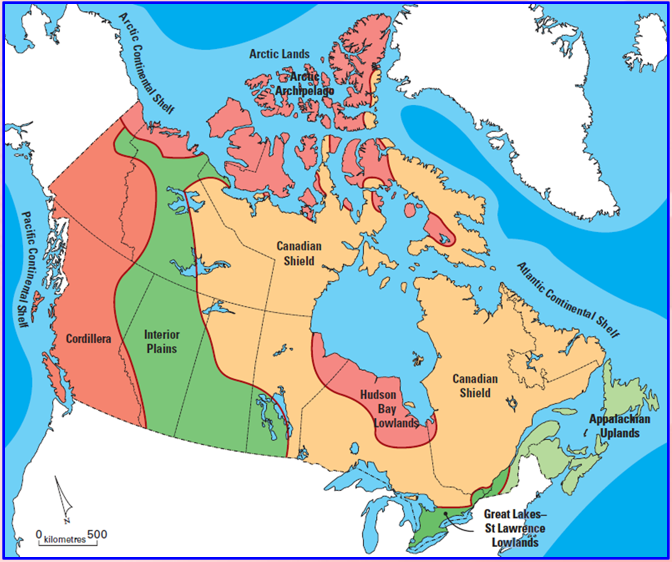 Arctic Continental Shelf
Arctic Lands
Arctic
Archipelago
Pacific Continental Shelf
Canadian
Shield
Atlantic Continental Shelf
Cordillera
Interior
Plains
Hudson
Bay
Lowlands
Canadian
Shield
Appalachian
Uplands
Great Lakes–
St Lawrence
Lowlands
N
0 500
kilometres